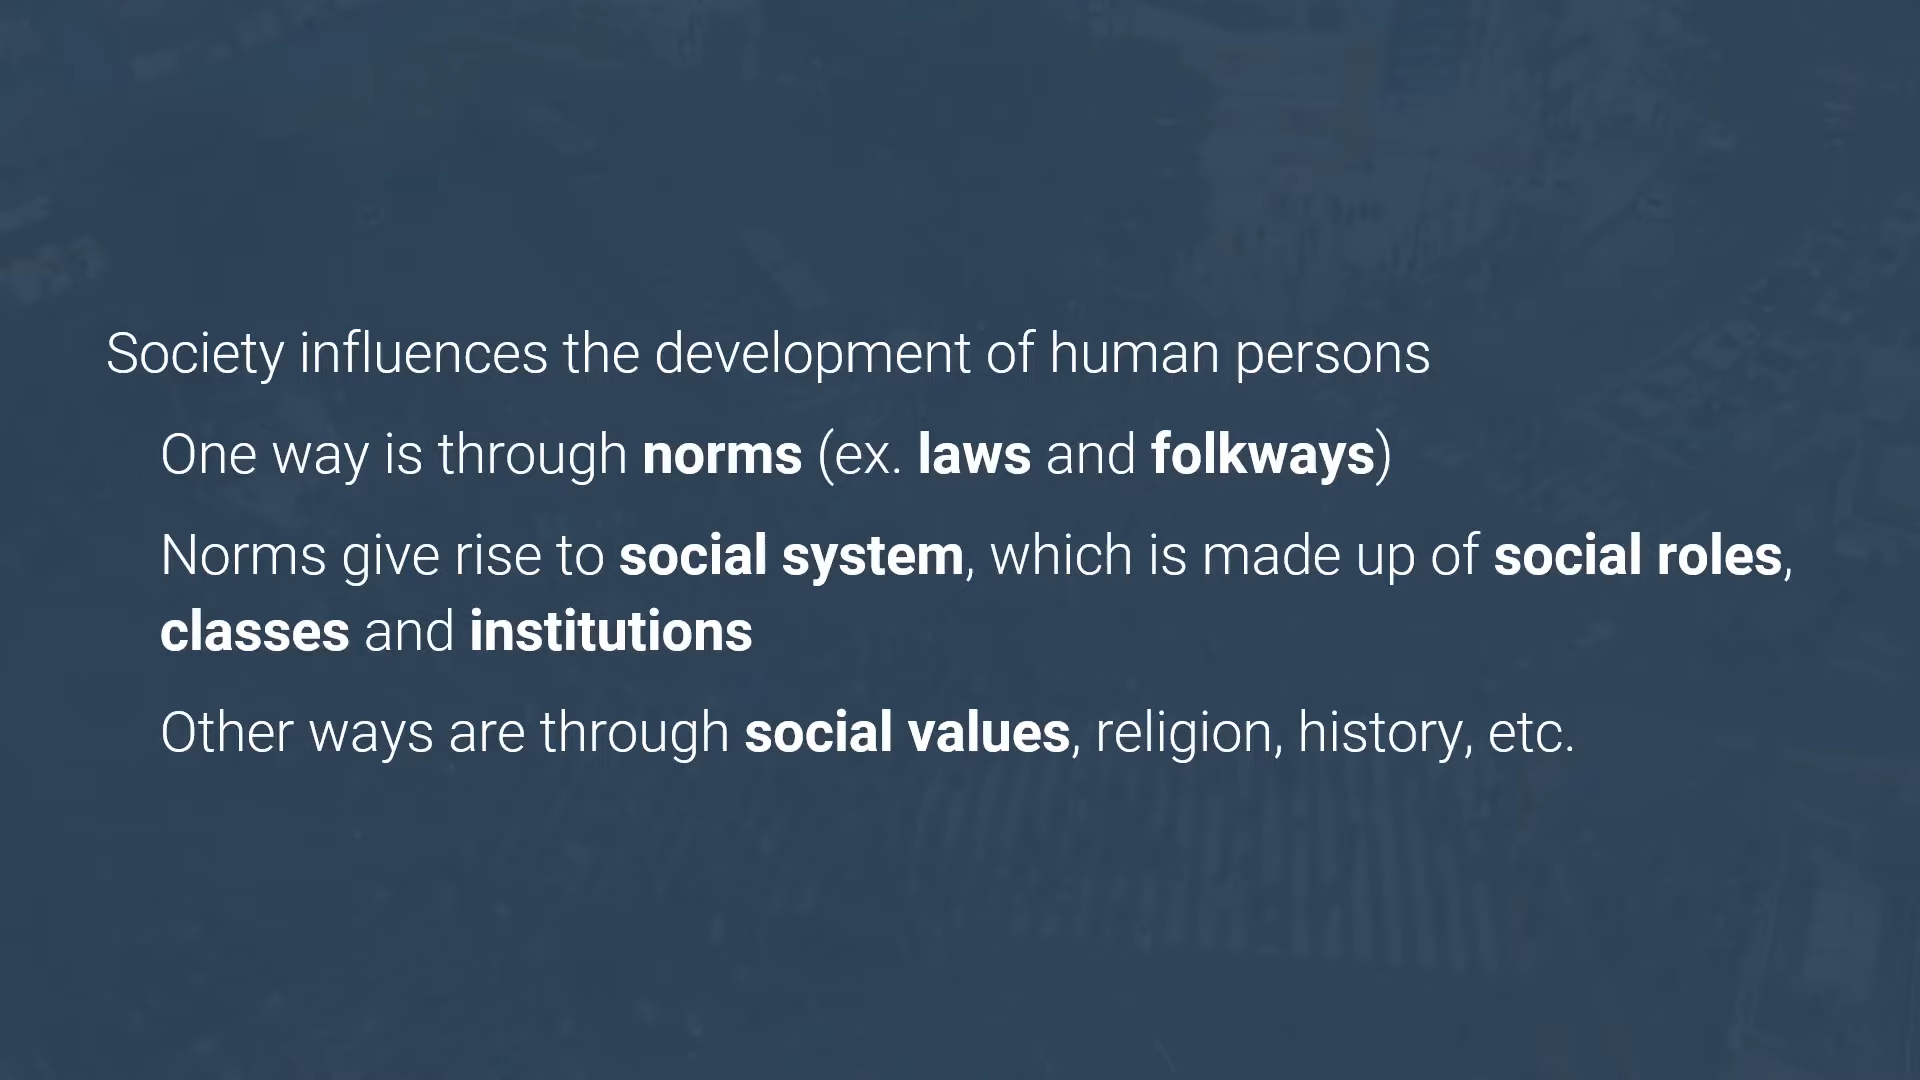 Society influences the development of human persons
One way is through norms (ex. laws and folkways)
Norms give rise to social system, which is made up of social roles,
classes and institutions
Other ways are through social values, religion, history, etc.